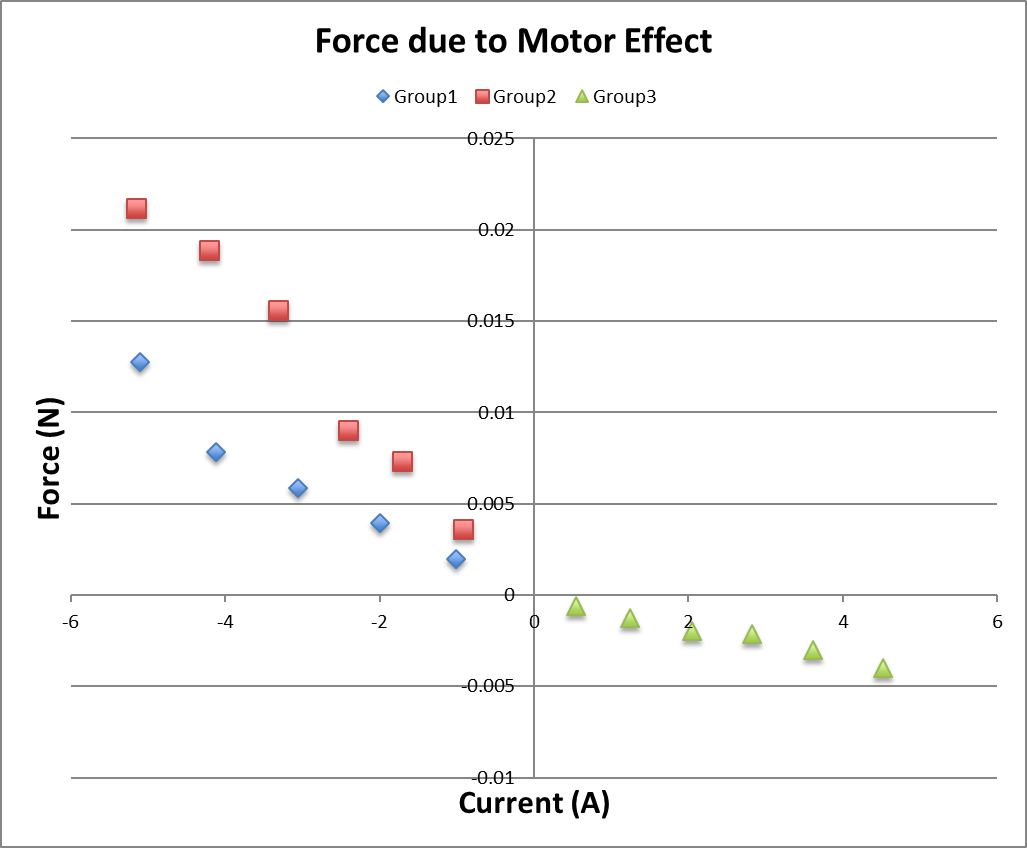 Force due to Motor Effect
Group1 Group2 Group3
0.025
0.02
0.015
0.01
0.005
0
-0.005
-0.01
-6 -4 -2 0 2 4 6
Force (N)
Current (A)